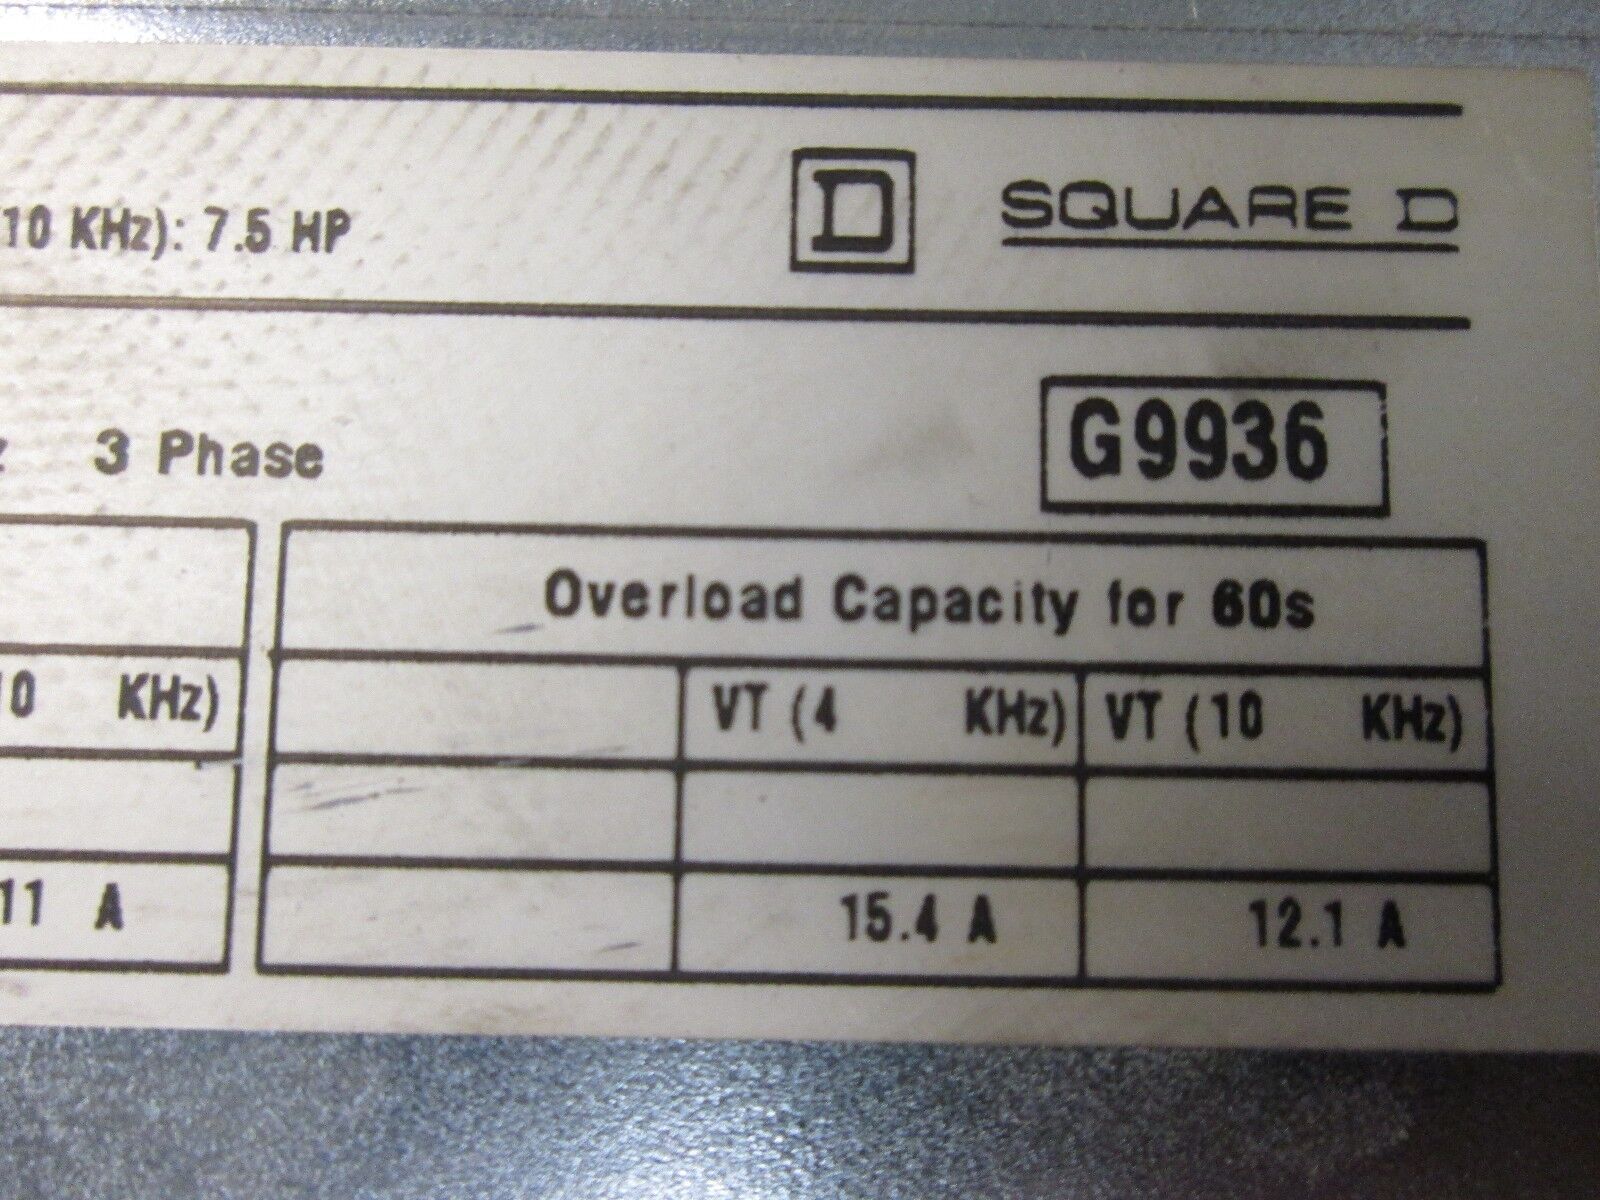 (10 KHz): 7.5 HP
D SQUARE D
3 Phase
G9936
Overload Capacity for 60s
10 KHz) VT (4 KHz) VT (10 KHz)
11 A 15.4 A 12.1 A